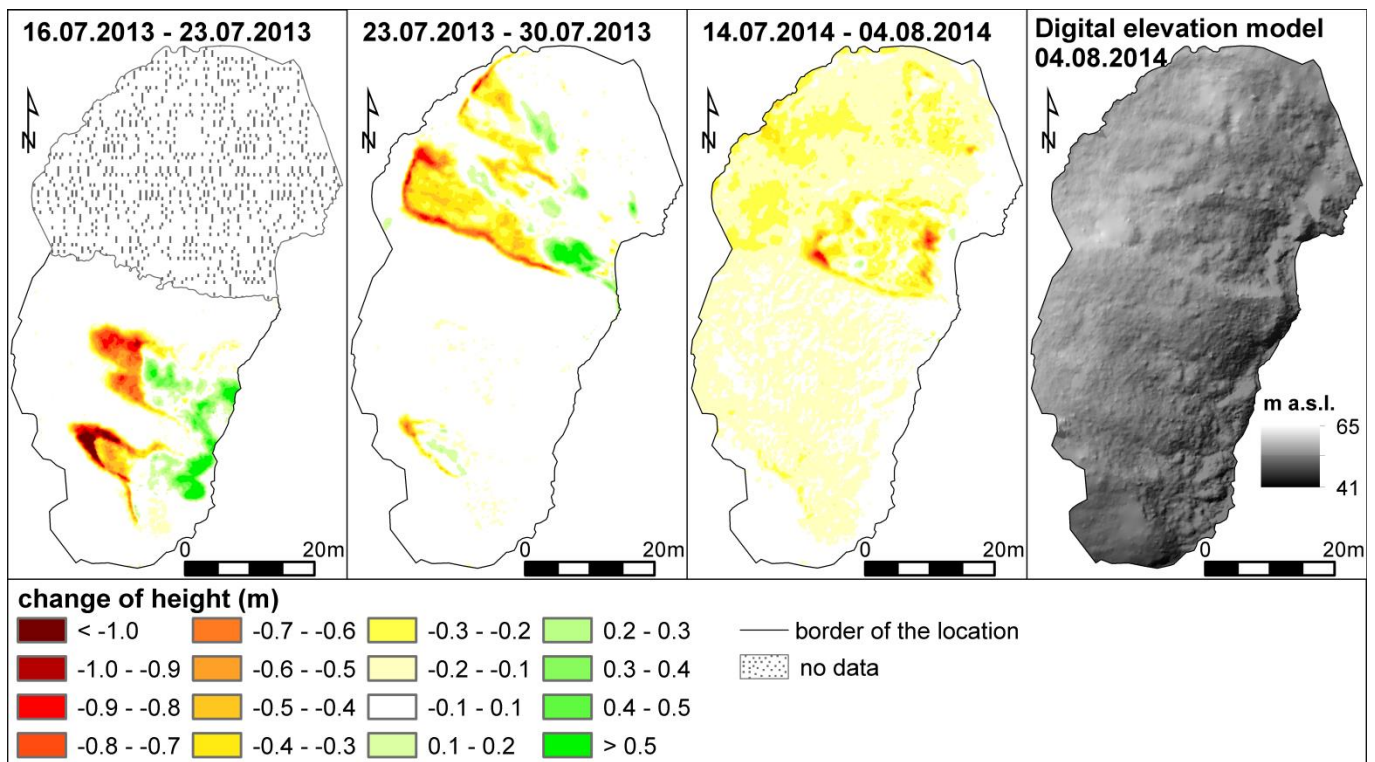 16.07.2013 - 23.07.2013
23.07.2013 - 30.07.2013
14.07.2014 - 04.08.2014
Digital elevation model
04.08.2014
N
N
N
N
m a.s.l.
65
41
0 20m
0 20m
0 20m
0 20m
change of height (m)
< -1.0
-0.7 - -0.6
-0.3 - -0.2
0.2 - 0.3
border of the location
-1.0 - -0.9
-0.6 - -0.5
-0.2 - -0.1
0.3 - 0.4
no data
-0.9 - -0.8
-0.5 - -0.4
-0.1 - 0.1
0.4 - 0.5
-0.8 - -0.7
-0.4 - -0.3
0.1 - 0.2
> 0.5